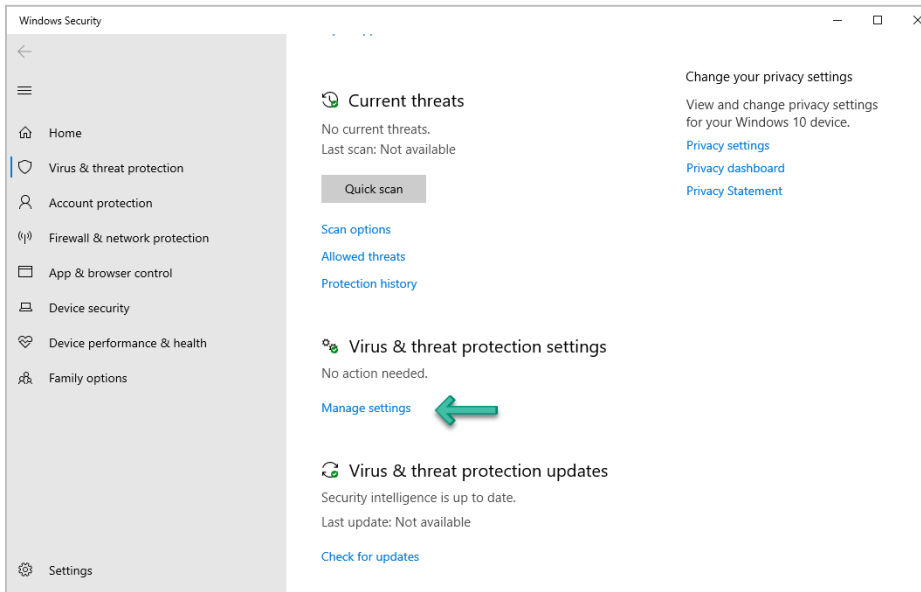 Windows Security
Home
Virus & threat protection
Account protection
Firewall & network protection
App & browser control
Device security
Device performance & health
Family options
Settings
Current threats
No current threats.
Last scan: Not available
Quick scan
Scan options
Allowed threats
Protection history
Virus & threat protection settings
No action needed.
Manage settings
Virus & threat protection updates
Security intelligence is up to date.
Last update: Not available
Check for updates
Change your privacy settings
View and change privacy settings
for your Windows 10 device.
Privacy settings
Privacy dashboard
Privacy Statement